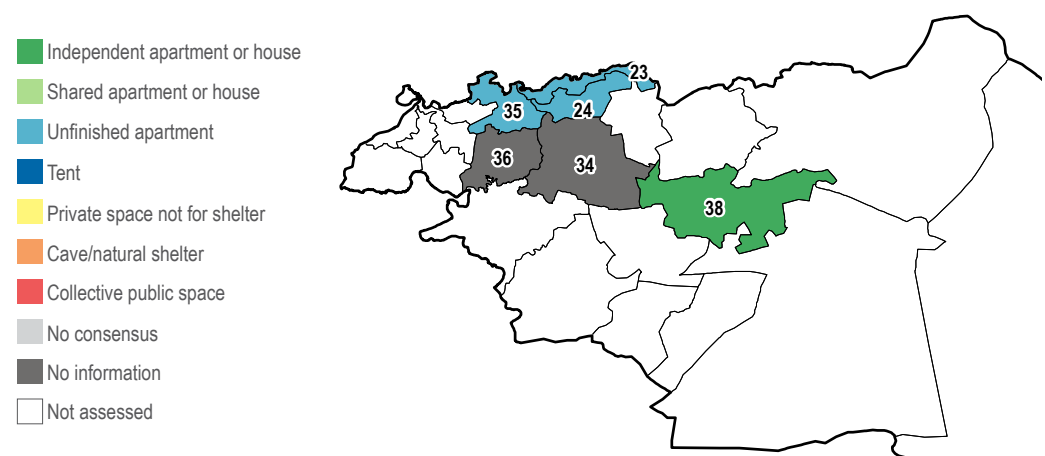 Independent apartment or house
Shared apartment or house
Unfinished apartment
Tent
Private space not for shelter
Cave/natural shelter
Collective public space
No consensus
No information
Not assessed
23
35
24
36
34
38